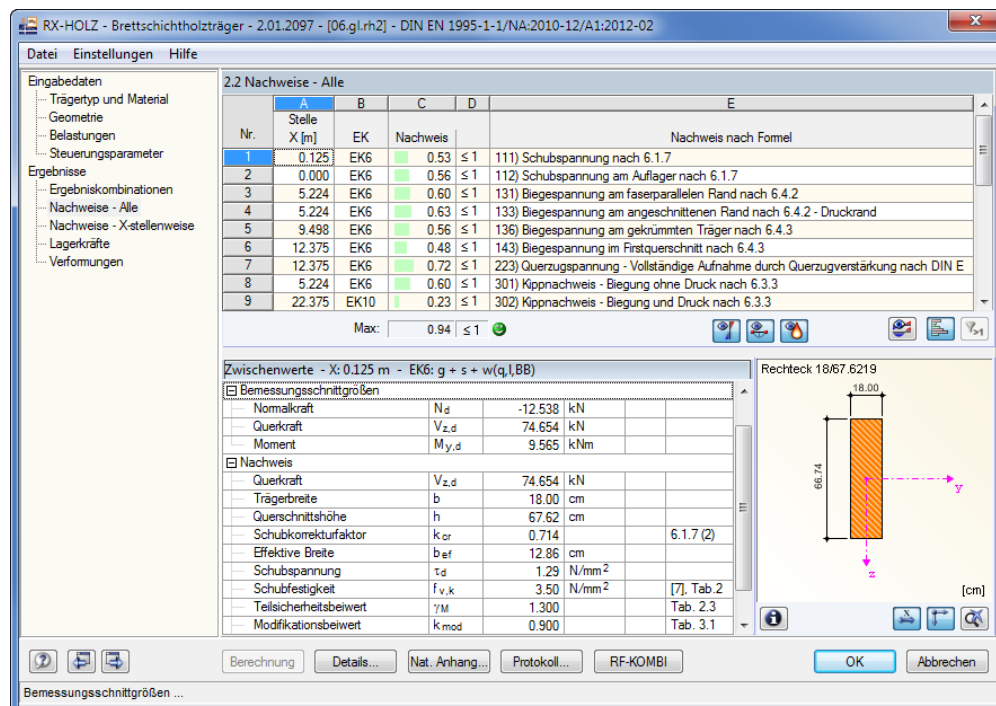 RX-HOLZ - Brettschichtholzträger - 2.01.2097 - [06.gl.rh2] - DIN EN 1995-1-1/NA:2010-12/A1:2012-02
Datei Einstellungen Hilfe
Eingabedaten
Trägertyp und Material
Geometrie
Belastungen
Steuerungsparameter
Ergebnisse
Ergebniskombinationen
Nachweise - Alle
Nachweise - X-stellenweise
Lagerkräfte
Verformungen
2.2 Nachweise - Alle
A B C D E
Stelle
Nr. X [m] EK Nachweis Nachweis nach Formel
1 0.125 EK6 0.53 ≤ 1 111) Schubspannung nach 6.1.7
2 0.000 EK6 0.56 ≤ 1 112) Schubspannung am Auflager nach 6.1.7
3 5.224 EK6 0.60 ≤ 1 131) Biegespannung am faserparallelen Rand nach 6.4.2
4 5.224 EK6 0.63 ≤ 1 133) Biegespannung am angeschnittenen Rand nach 6.4.2 - Druckrand
5 9.498 EK6 0.56 ≤ 1 136) Biegespannung am gekrümmten Träger nach 6.4.3
6 12.375 EK6 0.48 ≤ 1 143) Biegespannung im Firstquerschnitt nach 6.4.3
7 12.375 EK6 0.72 ≤ 1 223) Querzugspannung - Vollständige Aufnahme durch Querzugverstärkung nach DIN E
8 5.224 EK6 0.60 ≤ 1 301) Kippnachweis - Biegung ohne Druck nach 6.3.3
9 22.375 EK10 0.23 ≤ 1 302) Kippnachweis - Biegung und Druck nach 6.3.3
Max: 0.94 ≤ 1
>1
Zwischenwerte - X: 0.125 m - EK6: g + s + w(q,l,BB)
Bemessungsschnittgrößen
Normalkraft Nd -12.538 kN
Querkraft Vz,d 74.654 kN
Moment My,d 9.565 kNm
Nachweis
Querkraft Vz,d 74.654 kN
Trägerbreite b 18.00 cm
Querschnittshöhe h 67.62 cm
Schubkorrekturfaktor kcr 0.714 6.1.7 (2)
Effektive Breite bef 12.86 cm
Schubspannung τd 1.29 N/mm²
Schubfestigkeit fv,k 3.50 N/mm² [7], Tab.2
Teilsicherheitsbeiwert γM 1.300 Tab. 2.3
Modifikationsbeiwert kmod 0.900 Tab. 3.1
Rechteck 18/67.6219
18.00
66.74
y
z
[cm]
Berechnung Details... Nat. Anhang... Protokoll... RF-KOMBI OK Abbrechen
Bemessungsschnittgrößen ...